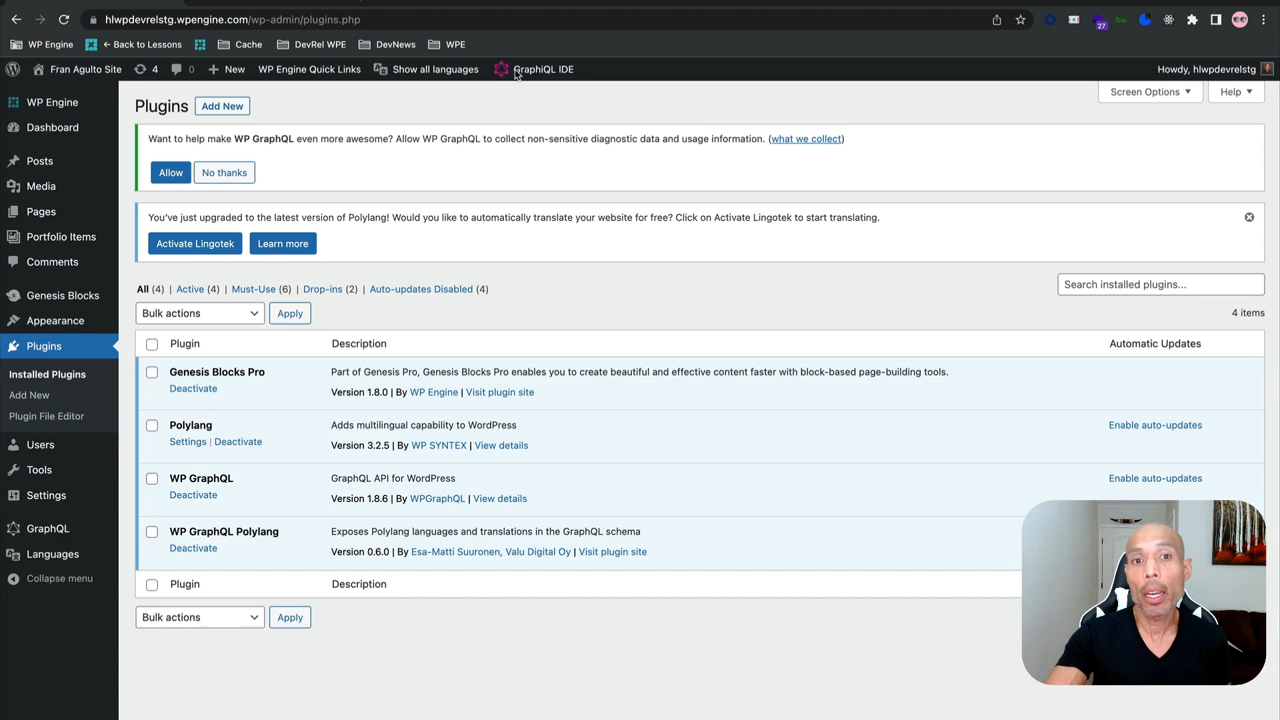 hlwpdevrelstg.wpengine.com/wp-admin/plugins.php
27
WP Engine ← Back to Lessons Cache DevRel WPE DevNews WPE
Fran Agulto Site 4 0 + New WP Engine Quick Links Show all languages GraphiQL IDE Howdy, hlwpdevrelstg
WP Engine
Dashboard
Posts
Media
Pages
Portfolio Items
Comments
Genesis Blocks
Appearance
Plugins
Installed Plugins
Add New
Plugin File Editor
Users
Tools
Settings
GraphQL
Languages
Collapse menu
Screen Options ▼ Help ▼
Plugins Add New
Want to help make WP GraphQL even more awesome? Allow WP GraphQL to collect non-sensitive diagnostic data and usage information. (what we collect)
Allow No thanks
You've just upgraded to the latest version of Polylang! Would you like to automatically translate your website for free? Click on Activate Lingotek to start translating.
Activate Lingotek Learn more
All (4) | Active (4) | Must-Use (6) | Drop-ins (2) | Auto-updates Disabled (4)
Search installed plugins...
Bulk actions Apply
4 items
Plugin Description Automatic Updates
Genesis Blocks Pro Part of Genesis Pro, Genesis Blocks Pro enables you to create beautiful and effective content faster with block-based page-building tools.
Deactivate Version 1.8.0 | By WP Engine | Visit plugin site
Polylang Adds multilingual capability to WordPress Enable auto-updates
Settings | Deactivate Version 3.2.5 | By WP SYNTEX | View details
WP GraphQL GraphQL API for WordPress Enable auto-updates
Deactivate Version 1.8.6 | By WPGraphQL | View details
WP GraphQL Polylang Exposes Polylang languages and translations in the GraphQL schema
Deactivate Version 0.6.0 | By Esa-Matti Suuronen, Valu Digital Oy | Visit plugin site
Plugin Description
Bulk actions Apply